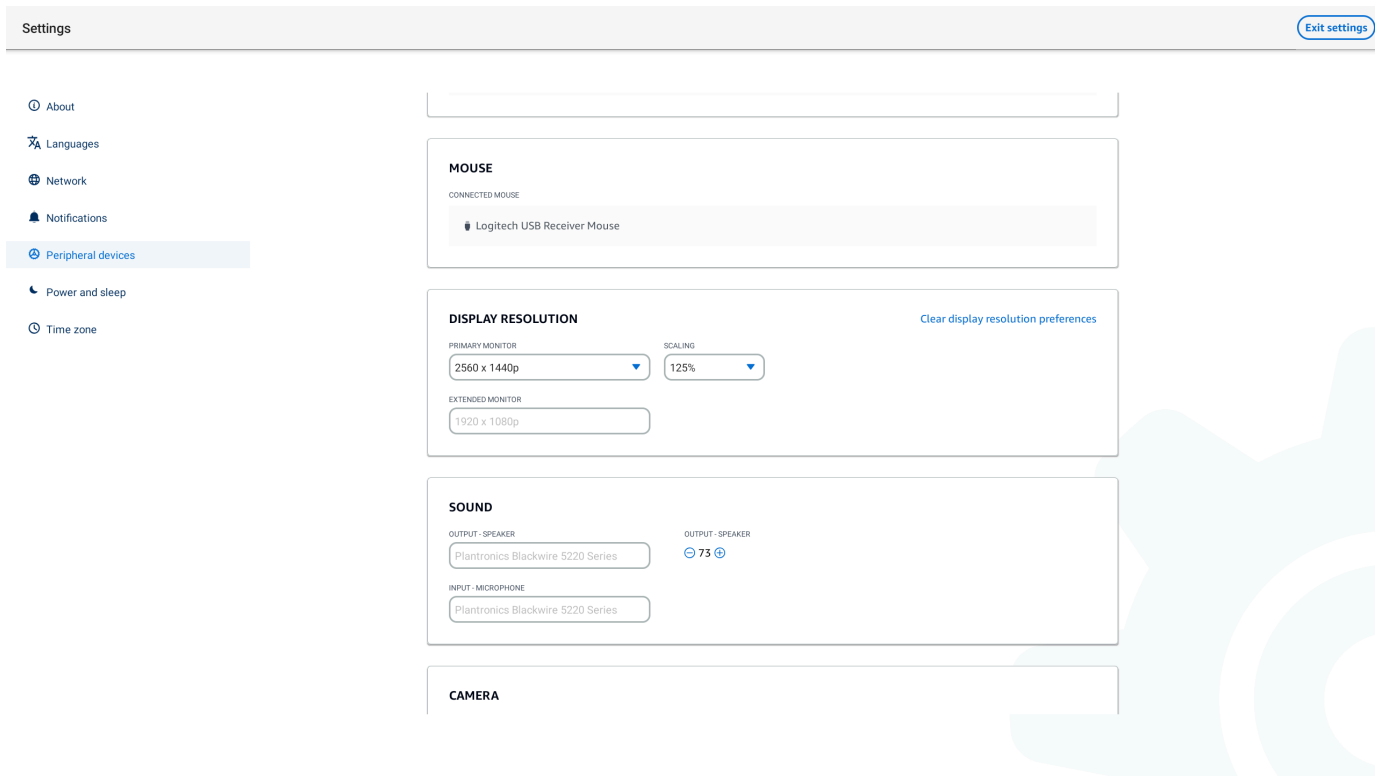 Settings
Exit settings
About
Languages
Network
Notifications
Peripheral devices
Power and sleep
Time zone
MOUSE
CONNECTED MOUSE
Logitech USB Receiver Mouse
DISPLAY RESOLUTION
Clear display resolution preferences
PRIMARY MONITOR
SCALING
2560 x 1440p
125%
EXTENDED MONITOR
1920 x 1080p
SOUND
OUTPUT - SPEAKER
OUTPUT - SPEAKER
Plantronics Blackwire 5220 Series
73
INPUT - MICROPHONE
Plantronics Blackwire 5220 Series
CAMERA